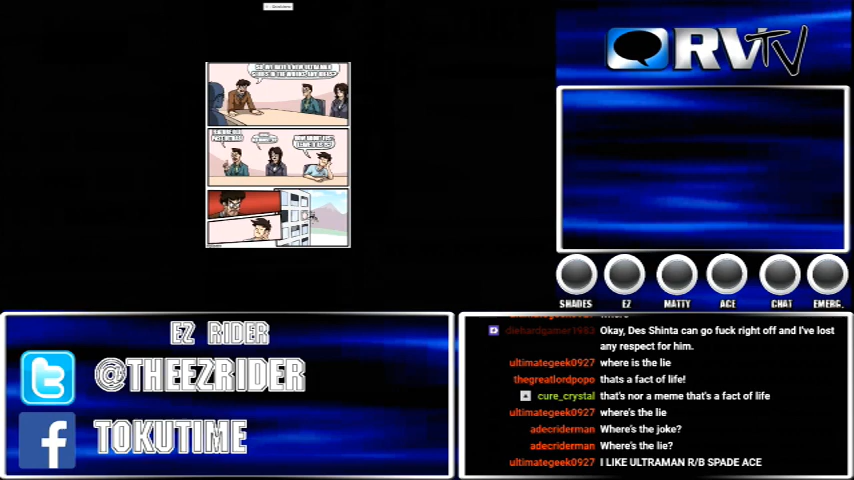 RVTV
SHADES
EZ
MATTY
ACE
CHAT
EMERG.
EZ RIDER
@THEEZRIDER
TOKUTIME
diehardgamer1983 Okay, Des Shinta can go fuck right off and I've lost
any respect for him.
ultimategeek0927 where is the lie
thegreatlordpopo thats a fact of life!
cure_crystal that's nor a meme that's a fact of life
ultimategeek0927 where's the lie
adecriderman Where's the joke?
adecriderman Where's the lie?
ultimategeek0927 I LIKE ULTRAMAN R/B SPADE ACE